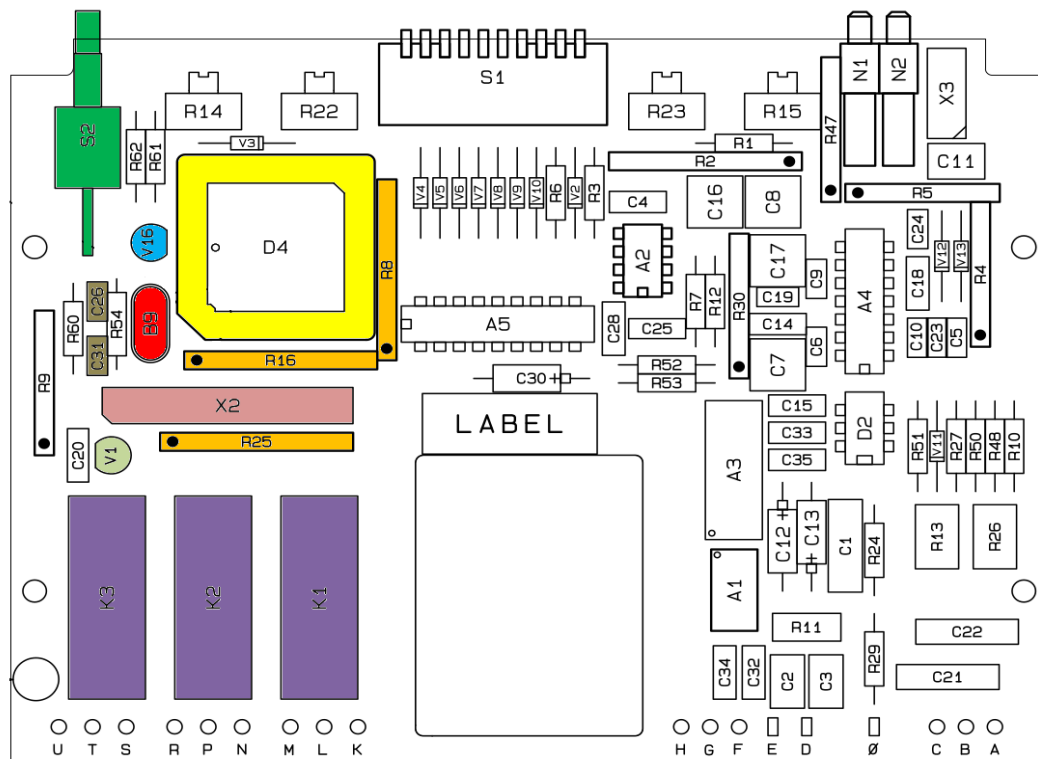 S1
N1
N2
X3
S2
R14
R22
R23
R15
R47
R62
R61
V3
R1
R2
C11
V4
V5
V6
V7
V8
V9
V10
R6
V2
R3
C4
C16
C8
R5
V16
D4
R8
A2
R7
R12
R30
C17
C9
C19
A4
C24
C18
V12
V13
R4
R60
C26
C31
R54
B9
A5
C28
C25
C14
C7
C6
C10
C23
C5
R9
R16
C30
R52
R53
X2
LABEL
C15
C33
C35
D2
C20
V1
R25
A3
R51
V11
R27
R50
R48
R10
K3
K2
K1
C12
C13
C1
R24
R13
R26
A1
R11
R29
C22
C34
C32
C2
C3
C21
U T S R P N M L K H G F E D Ø C B A